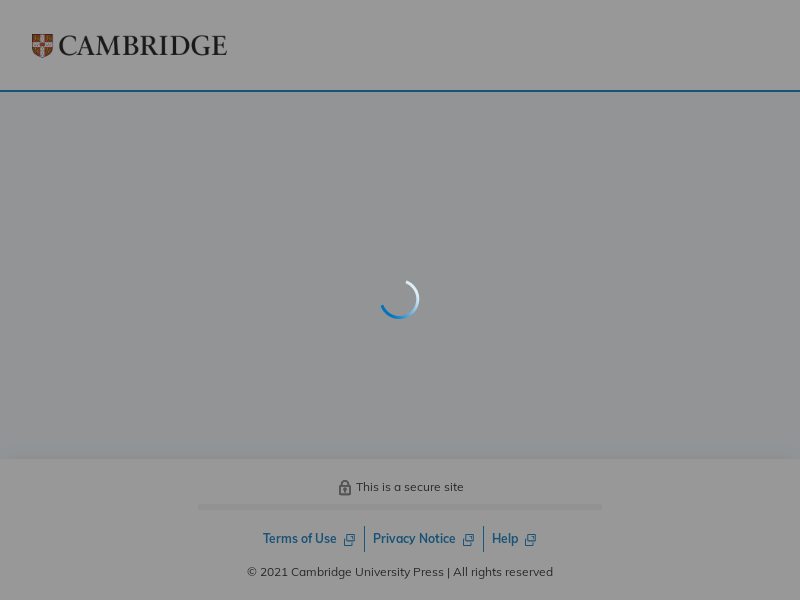 CAMBRIDGE
This is a secure site
Terms of Use
Privacy Notice
Help
© 2021 Cambridge University Press | All rights reserved